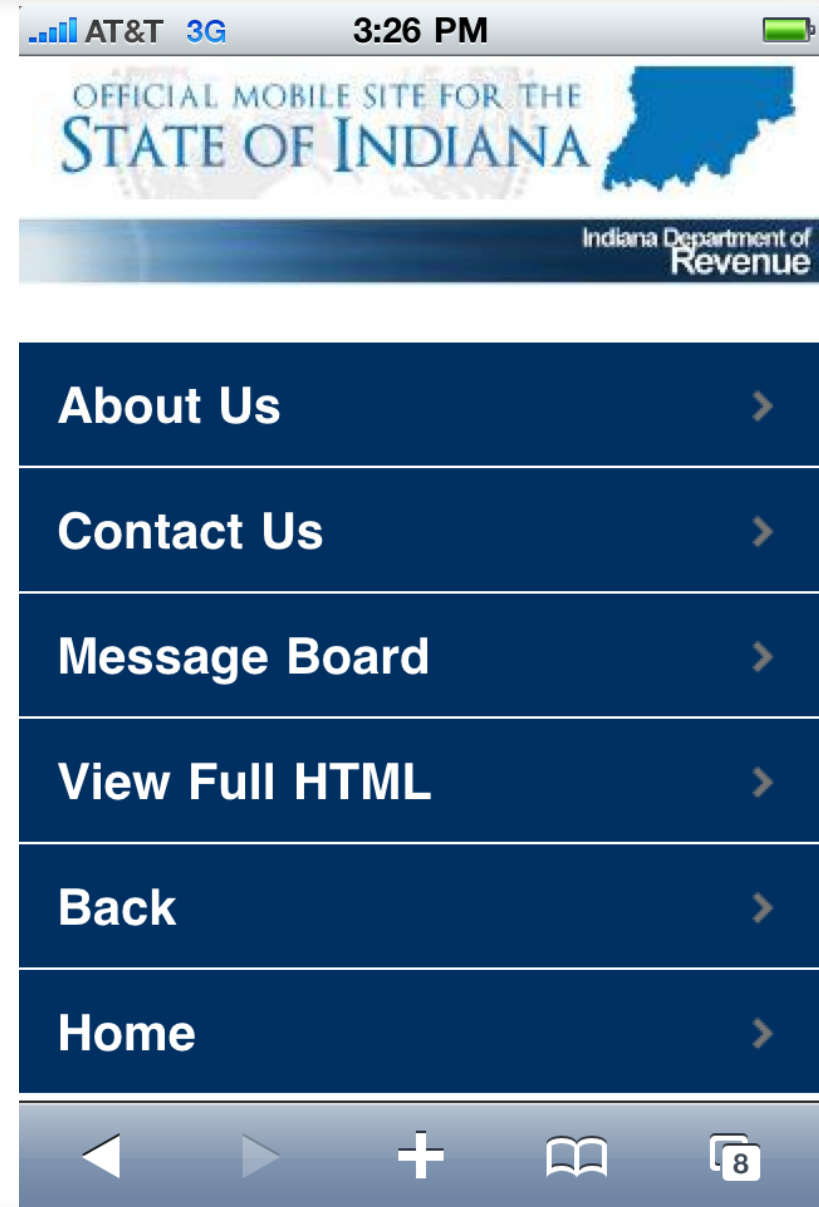 AT&T 3G 3:26 PM
OFFICIAL MOBILE SITE FOR THE
STATE OF INDIANA
Indiana Department of
Revenue
About Us
Contact Us
Message Board
View Full HTML
Back
Home
8